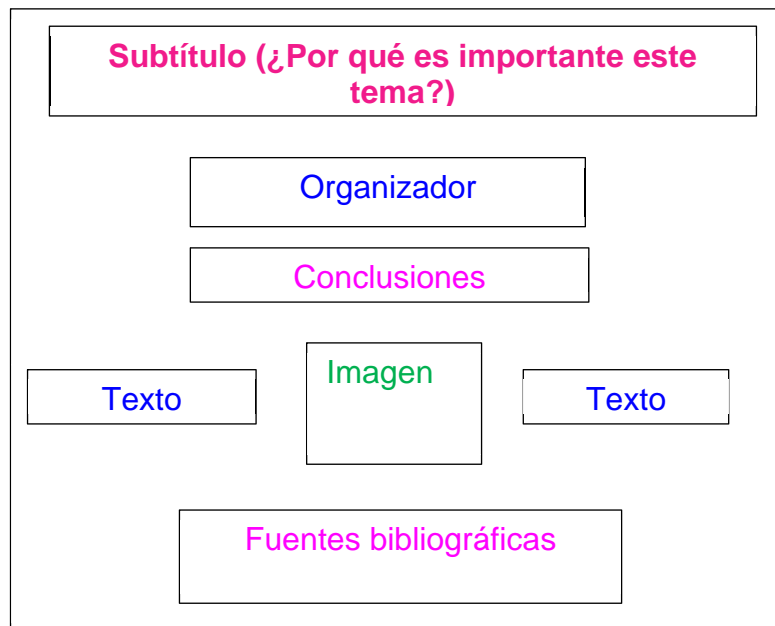 Subtítulo (¿Por qué es importante este
tema?)
Organizador
Conclusiones
Imagen
Texto
Texto
Fuentes bibliográficas